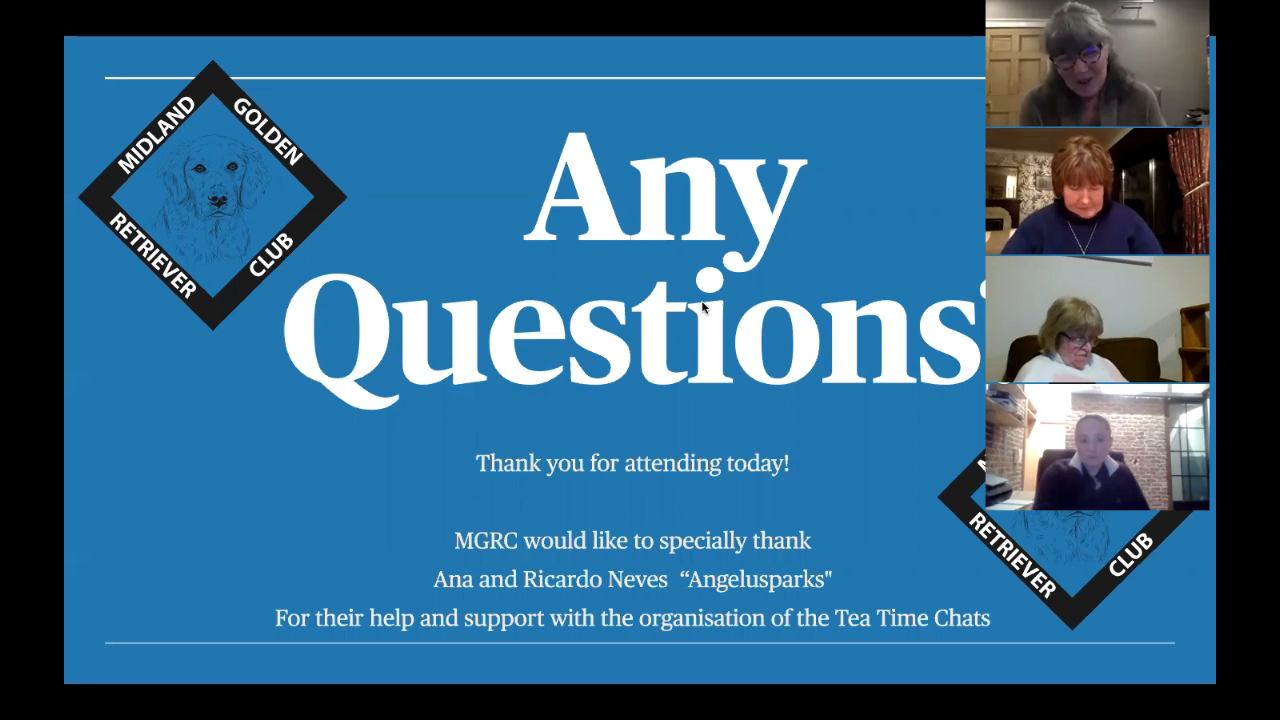 MIDLAND
GOLDEN
RETRIEVER
CLUB
Any
Questions
Thank you for attending today!
MGRC would like to specially thank
Ana and Ricardo Neves “Angelusparks"
For their help and support with the organisation of the Tea Time Chats
RETRIEVER
CLUB